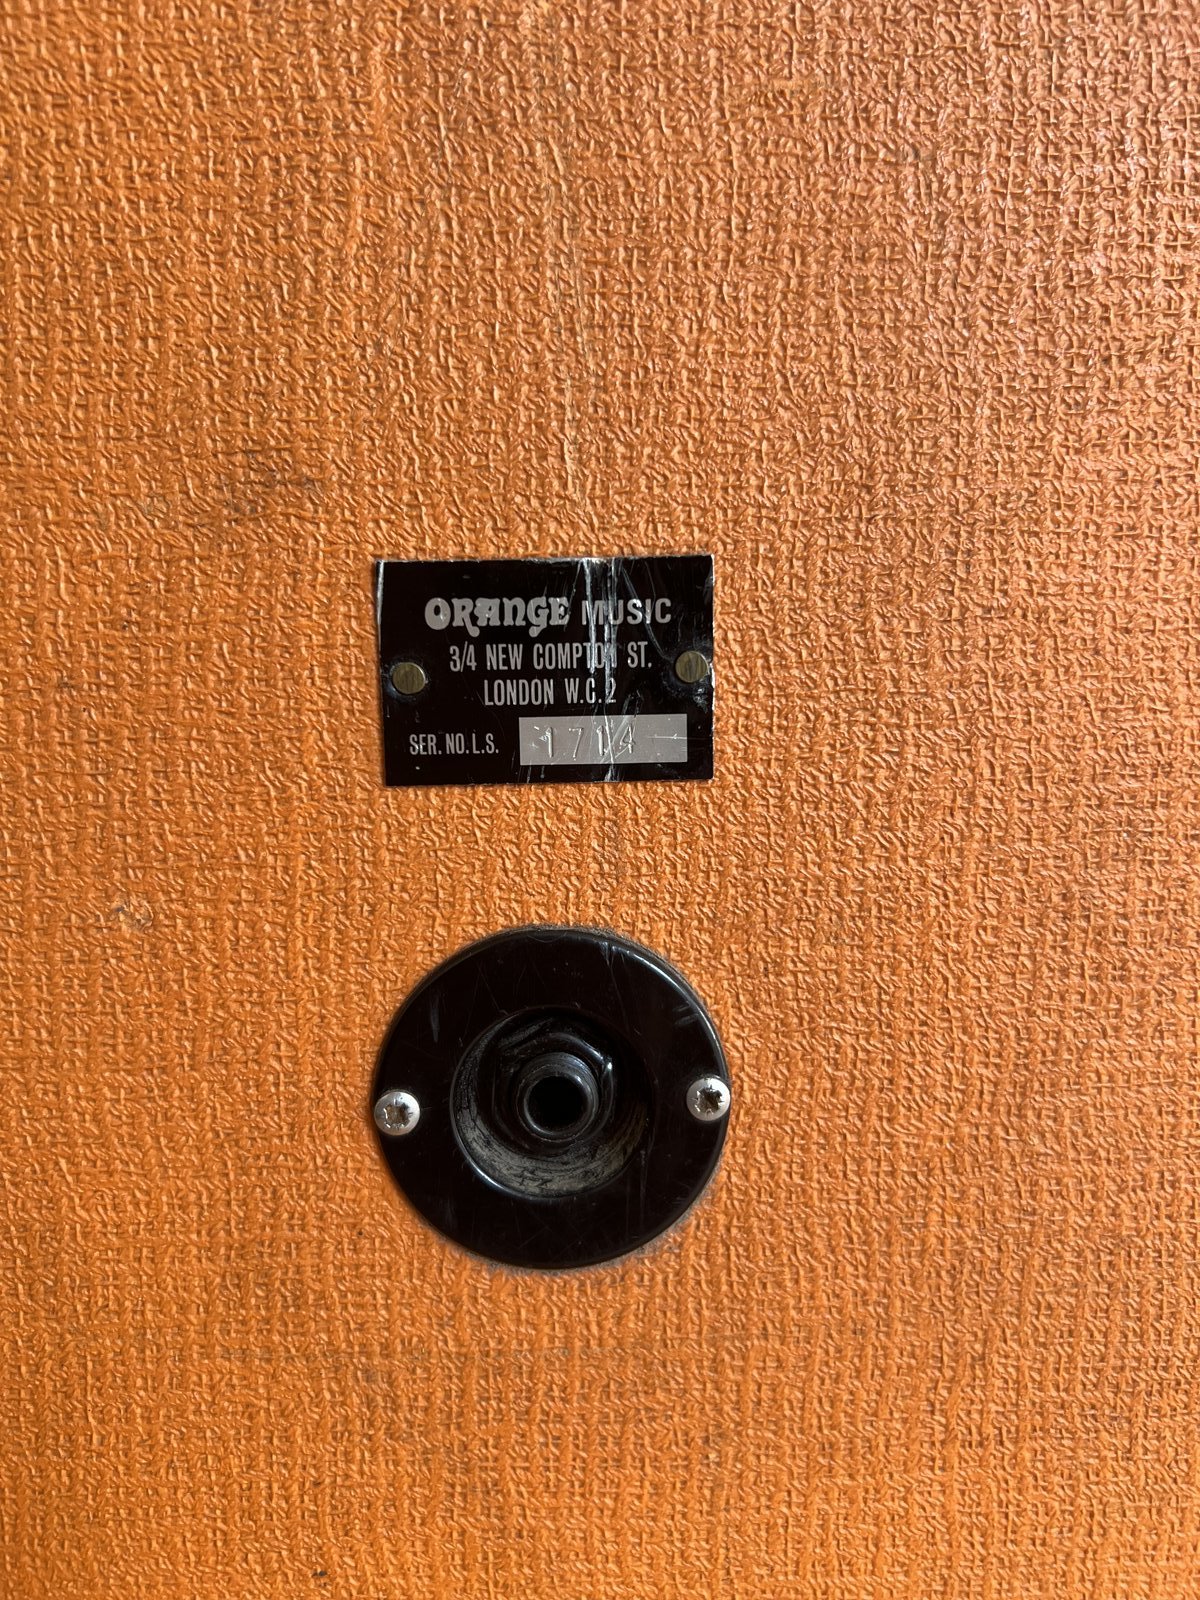 ORANGE MUSIC
3/4 NEW COMPTON ST.
LONDON W.C.2
SER. NO. L.S. 1714